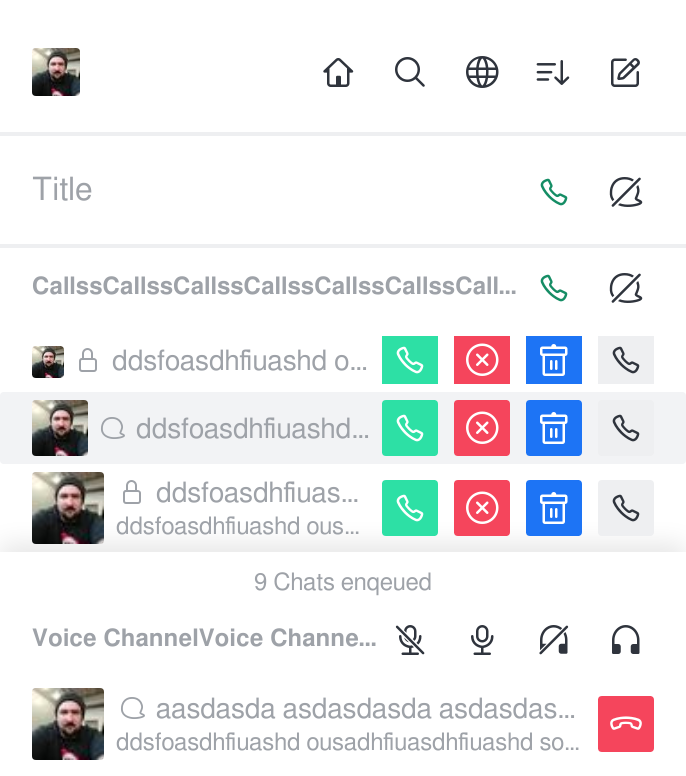 Title
CallssCallssCallssCallssCallssCallssCall...
ddsfoasdhfiuashd o...
ddsfoasdhfiuashd...
ddsfoasdhfiuas...
ddsfoasdhfiuashd ous...
9 Chats enqeued
Voice ChannelVoice Channe...
aasdasda asdasdasda asdasdas...
ddsfoasdhfiuashd ousadhfiuasdhfiuashd so...